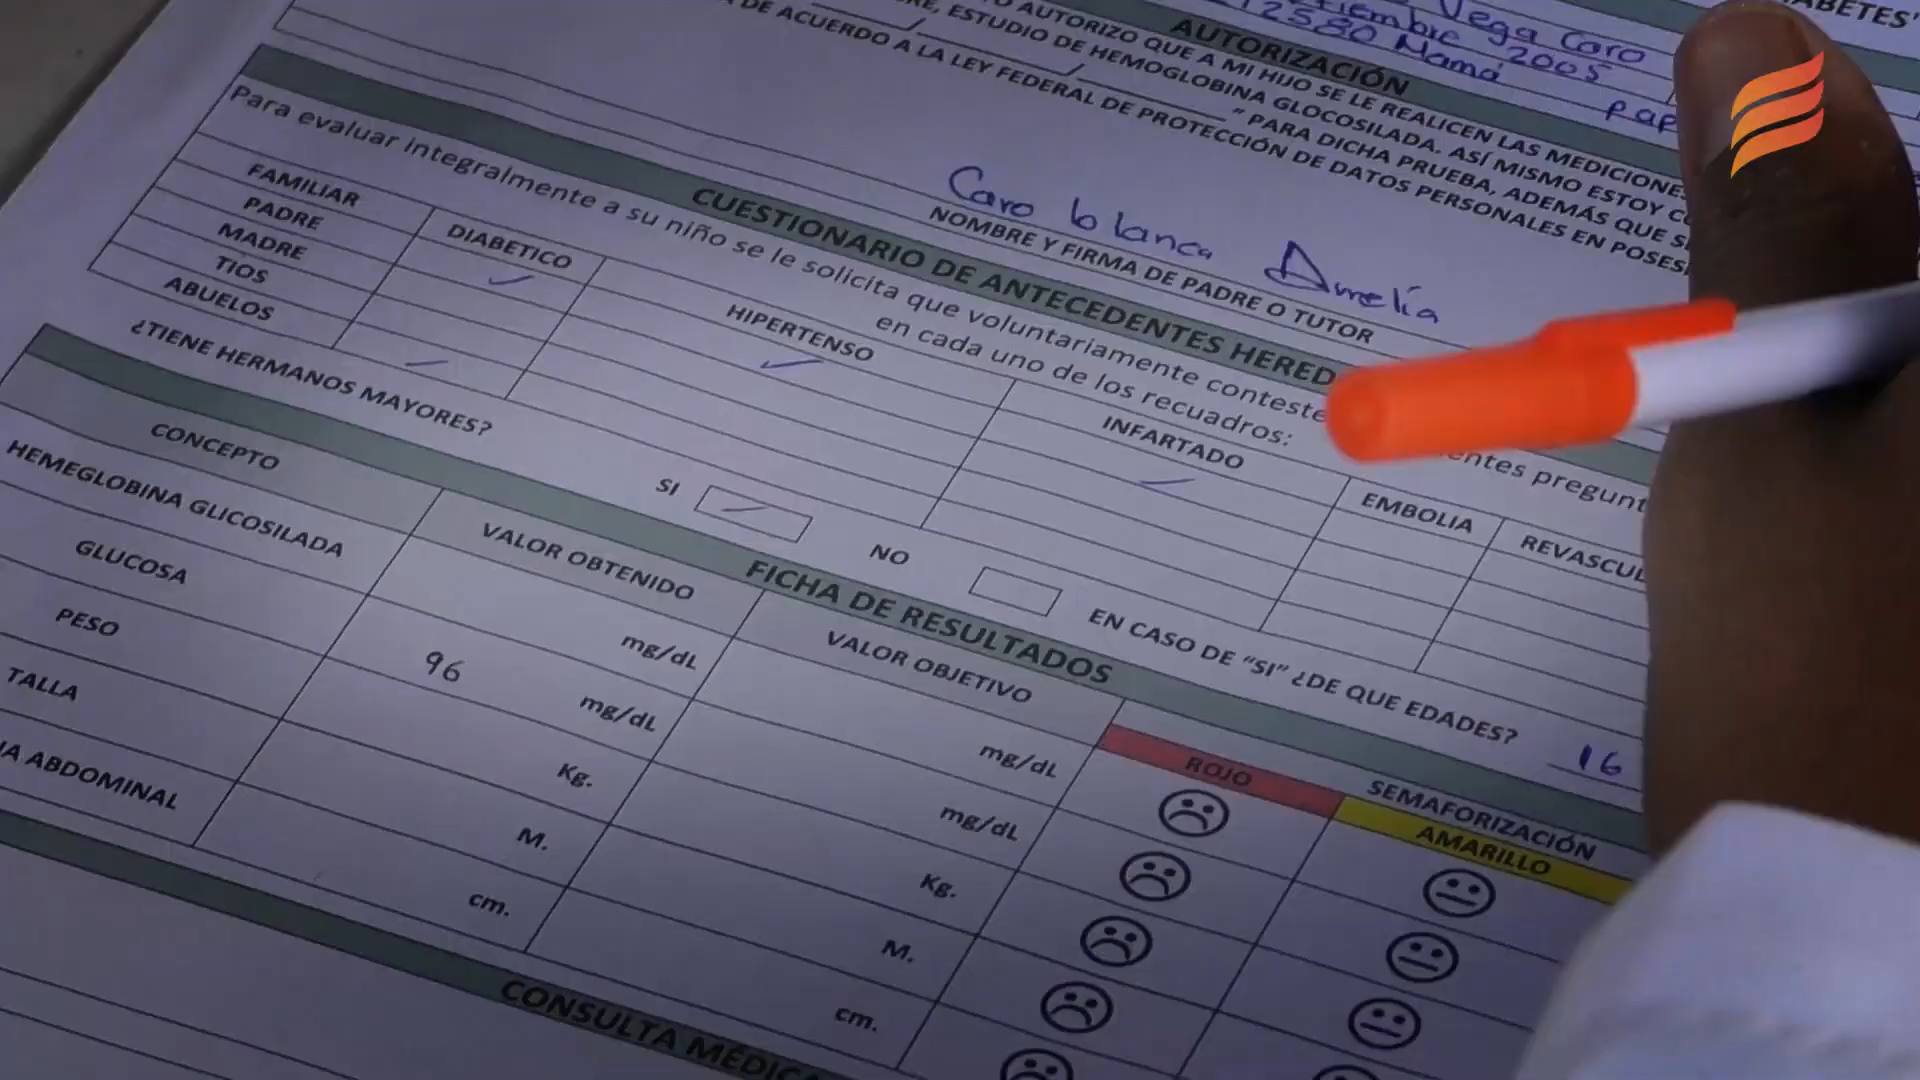 DIABETES"
Vega Caro
tiembre 2005
12580 Mamá
pap
AUTORIZACIÓN
AUTORIZO QUE A MI HIJO SE LE REALICEN LAS MEDICIONE
ESTUDIO DE HEMOGLOBINA GLOCOSILADA. ASÍ MISMO ESTOY
" PARA DICHA PRUEBA, ADEMÁS QUE
DE ACUERDO A LA LEY FEDERAL DE PROTECCIÓN DE DATOS PERSONALES EN POSES
Caro blanca Amelia
NOMBRE Y FIRMA DE PADRE O TUTOR
CUESTIONARIO DE ANTECEDENTES HERED
Para evaluar integralmente a su niño se le solicita que voluntariamente conteste entes pregunt
en cada uno de los recuadros:
FAMILIAR DIABETICO HIPERTENSO INFARTADO EMBOLIA REVASCUL
PADRE ✓ ✓ ✓
MADRE
TIOS
ABUELOS ✓
¿TIENE HERMANOS MAYORES? SI ✓ NO EN CASO DE "SI" ¿DE QUE EDADES? 16
FICHA DE RESULTADOS
CONCEPTO VALOR OBTENIDO VALOR OBJETIVO SEMAFORIZACIÓN
ROJO AMARILLO
HEMEGLOBINA GLICOSILADA mg/dL mg/dL
GLUCOSA 96 mg/dL mg/dL
PESO Kg. Kg.
TALLA M. M.
A ABDOMINAL cm. cm.
CONSULTA MÉDICA